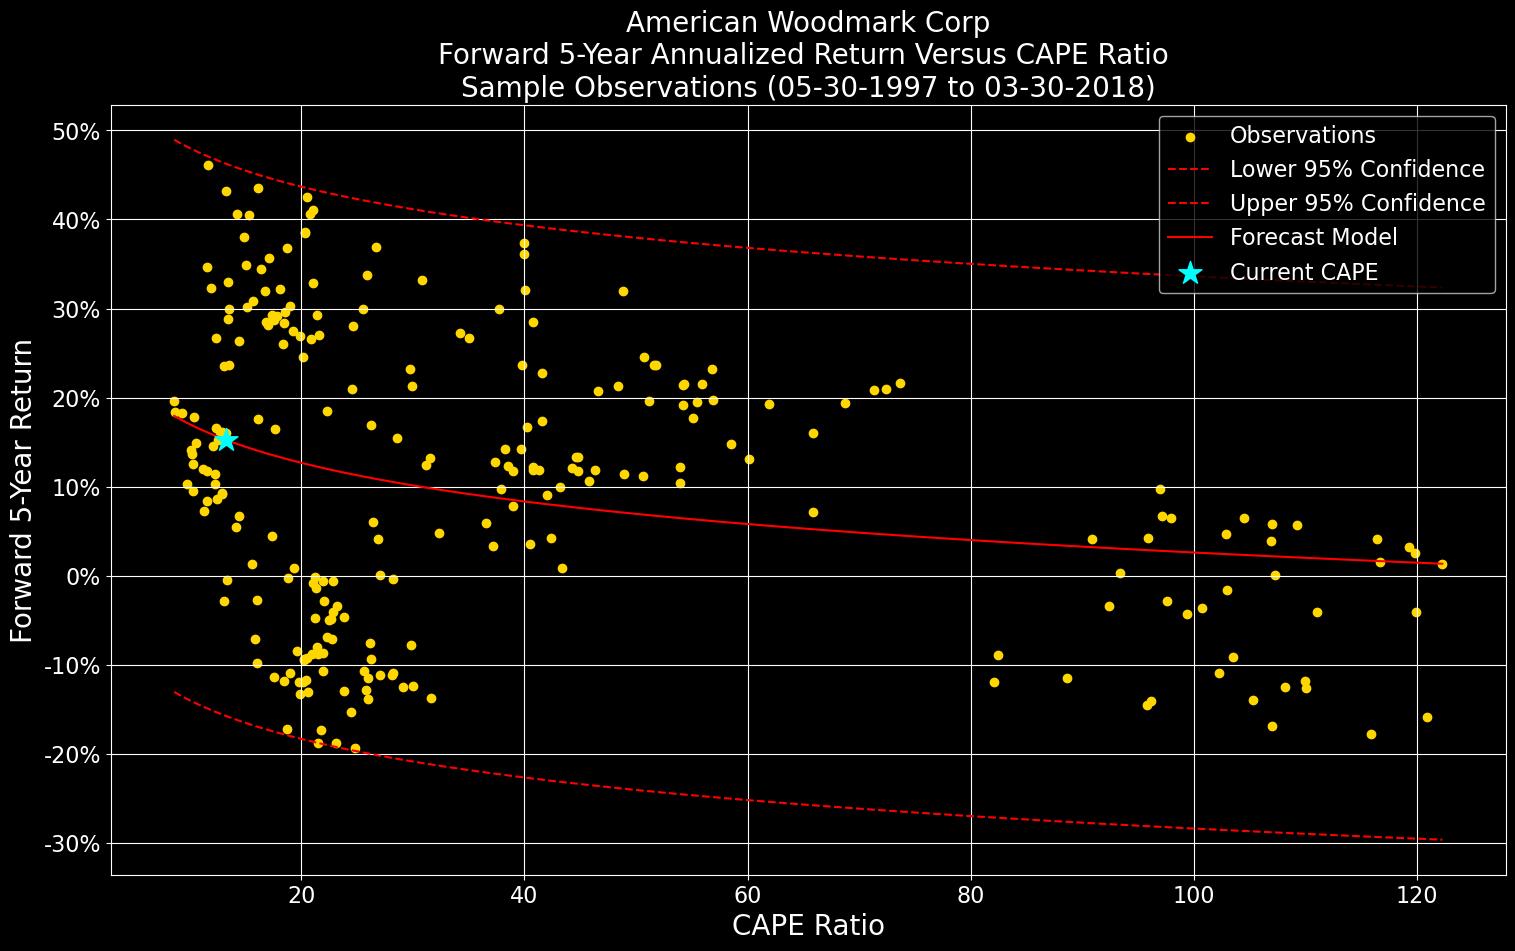 American Woodmark Corp
Forward 5-Year Annualized Return Versus CAPE Ratio
Sample Observations (05-30-1997 to 03-30-2018)
Observations
Lower 95% Confidence
Upper 95% Confidence
Forecast Model
Current CAPE
Forward 5-Year Return
50%
40%
30%
20%
10%
0%
-10%
-20%
-30%
20 40 60 80 100 120
CAPE Ratio